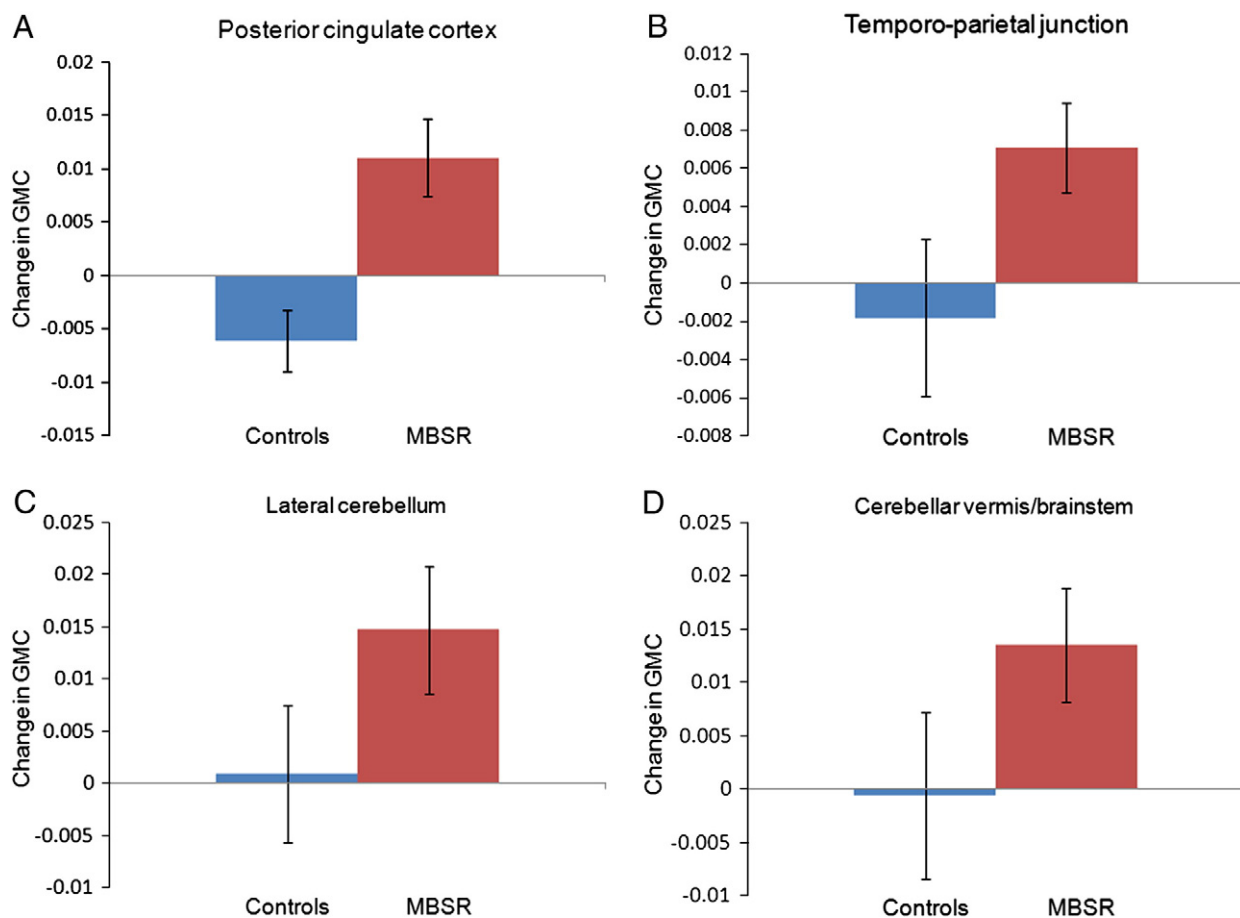 A
Posterior cingulate cortex
0.02
0.015
0.01
0.005
0
-0.005
-0.01
-0.015
Change in GMC
Controls
MBSR
B
Temporo-parietal junction
0.012
0.01
0.008
0.006
0.004
0.002
0
-0.002
-0.004
-0.006
-0.008
Change in GMC
Controls
MBSR
C
Lateral cerebellum
0.025
0.02
0.015
0.01
0.005
0
-0.005
-0.01
Change in GMC
Controls
MBSR
D
Cerebellar vermis/brainstem
0.025
0.02
0.015
0.01
0.005
0
-0.005
-0.01
Change in GMC
Controls
MBSR